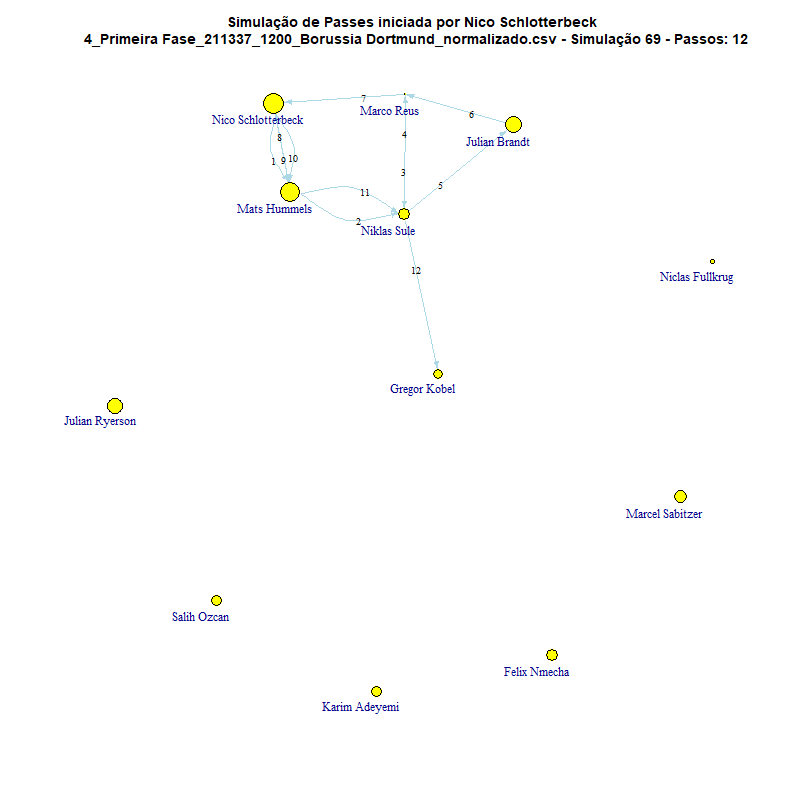 Simulação de Passes iniciada por Nico Schlotterbeck
4_Primeira Fase_211337_1200_Borussia Dortmund_normalizado.csv - Simulação 69 - Passos: 12
7
Marco Reus
6
Nico Schlotterbeck
Julian Brandt
8
4
1
9
10
3
5
11
Mats Hummels
2
Niklas Sule
12
Niclas Fullkrug
Gregor Kobel
Julian Ryerson
Marcel Sabitzer
Salih Ozcan
Felix Nmecha
Karim Adeyemi